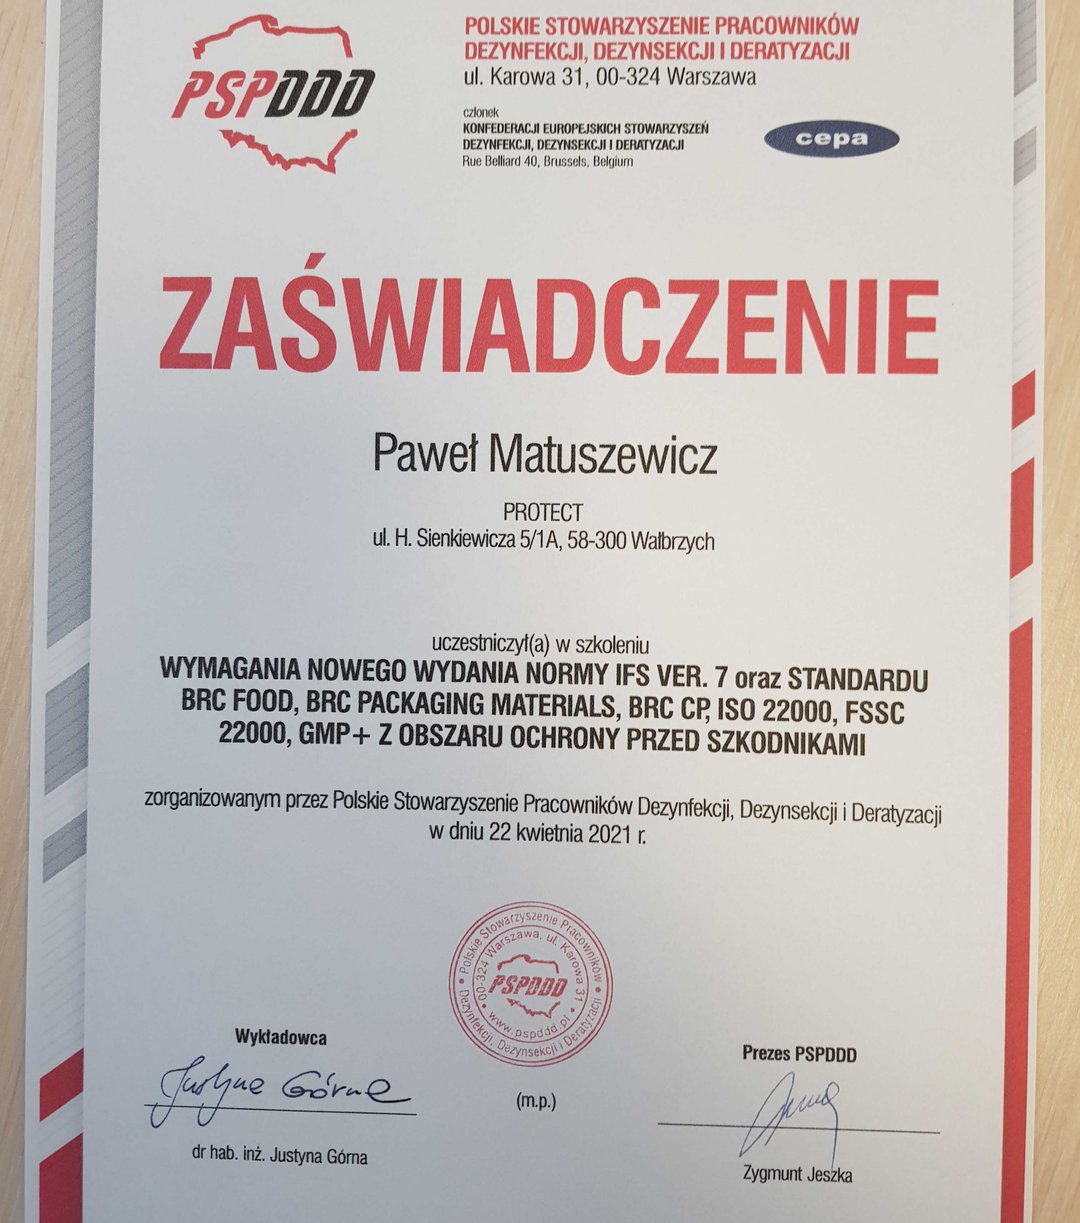 PSPDDD
POLSKIE STOWARZYSZENIE PRACOWNIKÓW
DEZYNFEKCJI, DEZYNSEKCJI I DERATYZACJI
ul. Karowa 31, 00-324 Warszawa
członek
KONFEDERACJI EUROPEJSKICH STOWARZYSZEŃ
DEZYNFEKCJI, DEZYNSEKCJI I DERATYZACJI
Rue Belliard 40, Brussels, Belgium
cepa
ZAŚWIADCZENIE
Paweł Matuszewicz
PROTECT
ul. H. Sienkiewicza 5/1A, 58-300 Wałbrzych
uczestniczył(a) w szkoleniu
WYMAGANIA NOWEGO WYDANIA NORMY IFS VER. 7 oraz STANDARDU
BRC FOOD, BRC PACKAGING MATERIALS, BRC CP, ISO 22000, FSSC
22000, GMP+ Z OBSZARU OCHRONY PRZED SZKODNIKAMI
zorganizowanym przez Polskie Stowarzyszenie Pracowników Dezynfekcji, Dezynsekcji i Deratyzacji
w dniu 22 kwietnia 2021 r.
• Polskie Stowarzyszenie Pracowników •
Dezynfekcji, Dezynsekcji i Deratyzacji
• 00-324 Warszawa, ul. Karowa 31 •
www.pspddd.pl
PSPDDD
Wykładowca
Justyna Górna
dr hab. inż. Justyna Górna
(m.p.)
Prezes PSPDDD
Zygmunt Jeszka